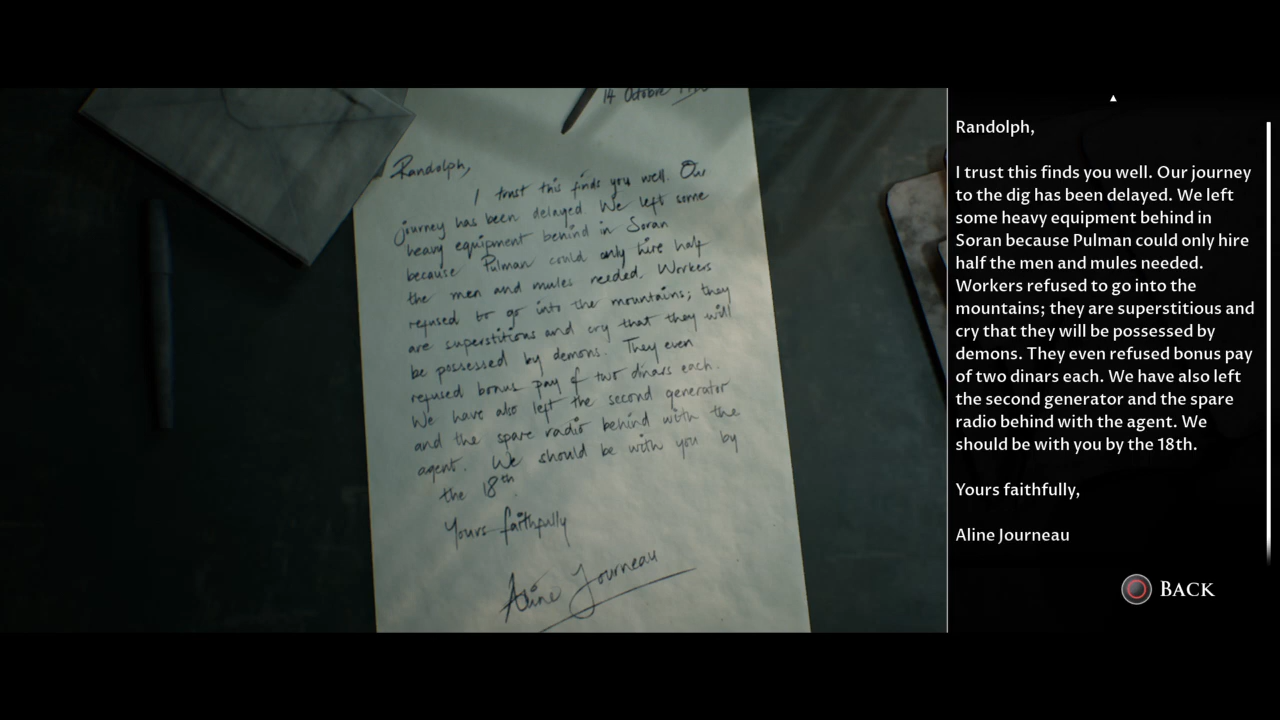 14 Octobre
Randolph,
I trust this finds you well. Our
journey has been delayed. We left some
heavy equipment behind in Soran
because Pulman could only hire half
the men and mules needed. Workers
refused to go into the mountains; they
are superstitious and cry that they will
be possessed by demons. They even
refused bonus pay of two dinars each.
We have also left the second generator
and the spare radio behind with the
agent. We should be with you by
the 18th.
Yours faithfully
Aline Journeau
Randolph,
I trust this finds you well. Our journey
to the dig has been delayed. We left
some heavy equipment behind in
Soran because Pulman could only hire
half the men and mules needed.
Workers refused to go into the
mountains; they are superstitious and
cry that they will be possessed by
demons. They even refused bonus pay
of two dinars each. We have also left
the second generator and the spare
radio behind with the agent. We
should be with you by the 18th.
Yours faithfully,
Aline Journeau
BACK